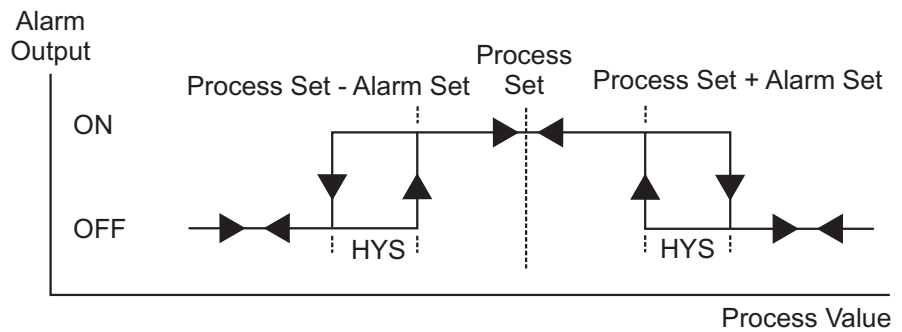 Alarm
Output
Process
Set
Process Set - Alarm Set
Process Set + Alarm Set
ON
OFF
HYS
HYS
Process Value